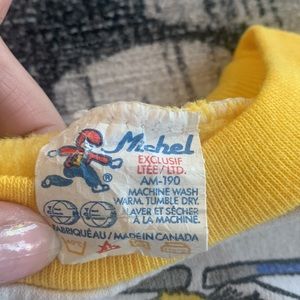 Michel
®
EXCLUSIF
LTÉE/LTD.
AM-190
MACHINE WASH
WARM. TUMBLE DRY.
LAVER ET SÉCHER
À LA MACHINE.
FABRIQUÉ AU / MADE IN CANADA